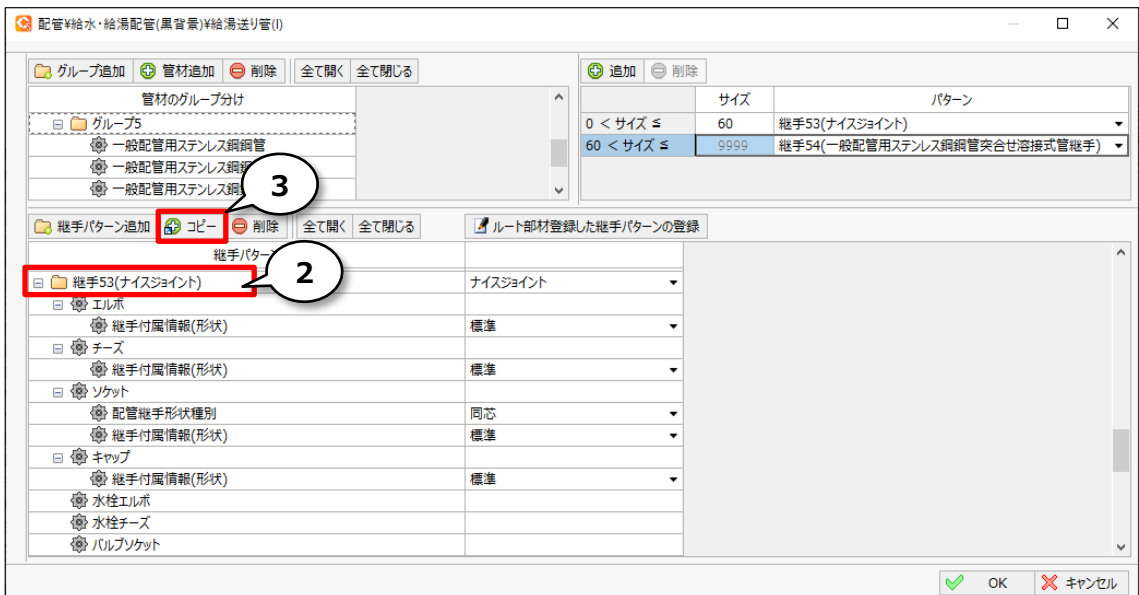 配管¥給水・給湯配管(黒背景)¥給湯送り管(I)
グループ追加 管材追加 削除 全て開く 全て閉じる
追加 削除
管材のグループ分け
サイズ パターン
グループ5
0 < サイズ ≦ 60 継手53(ナイスジョイント)
一般配管用ステンレス鋼鋼管
60 < サイズ ≦ 9999 継手54(一般配管用ステンレス鋼鋼管突合せ溶接式管継手)
一般配管用ステンレス鋼鋼
一般配管用ステンレス鋼
3
継手パターン追加 コピー 削除 全て開く 全て閉じる ルート部材登録した継手パターンの登録
継手パターン
2
継手53(ナイスジョイント) ナイスジョイント
エルボ
継手付属情報(形状) 標準
チーズ
継手付属情報(形状) 標準
ソケット
配管継手形状種別 同芯
継手付属情報(形状) 標準
キャップ
継手付属情報(形状) 標準
水栓エルボ
水栓チーズ
バルブソケット
OK キャンセル